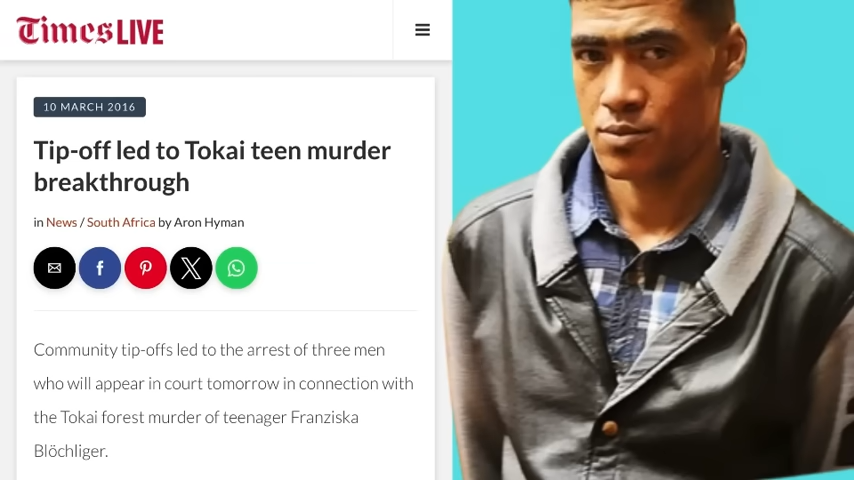 Times LIVE
10 MARCH 2016
Tip-off led to Tokai teen murder
breakthrough
in News / South Africa by Aron Hyman
Community tip-offs led to the arrest of three men
who will appear in court tomorrow in connection with
the Tokai forest murder of teenager Franziska
Blöchliger.